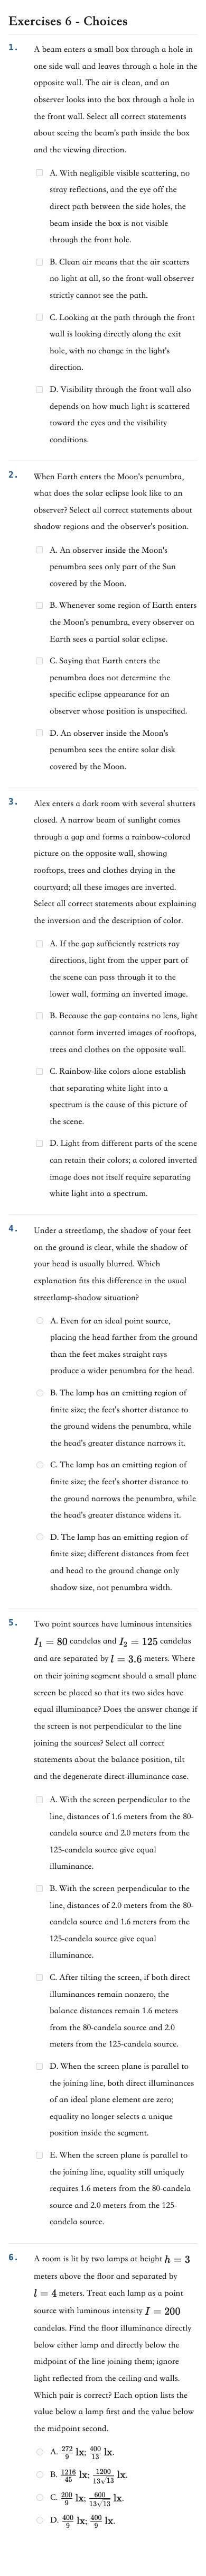 Exercises 6 - Choices
1.
A beam enters a small box through a hole in
one side wall and leaves through a hole in the
opposite wall. The air is clean, and an
observer looks into the box through a hole in
the front wall. Select all correct statements
about seeing the beam's path inside the box
and the viewing direction.
A. With negligible visible scattering, no
stray reflections, and the eye off the
direct path between the side holes, the
beam inside the box is not visible
through the front hole.
B. Clean air means that the air scatters
no light at all, so the front-wall observer
strictly cannot see the path.
C. Looking at the path through the front
wall is looking directly along the exit
hole, with no change in the light's
direction.
D. Visibility through the front wall also
depends on how much light is scattered
toward the eyes and the visibility
conditions.
2.
When Earth enters the Moon's penumbra,
what does the solar eclipse look like to an
observer? Select all correct statements about
shadow regions and the observer's position.
A. An observer inside the Moon's
penumbra sees only part of the Sun
covered by the Moon.
B. Whenever some region of Earth enters
the Moon's penumbra, every observer on
Earth sees a partial solar eclipse.
C. Saying that Earth enters the
penumbra does not determine the
specific eclipse appearance for an
observer whose position is unspecified.
D. An observer inside the Moon's
penumbra sees the entire solar disk
covered by the Moon.
3.
Alex enters a dark room with several shutters
closed. A narrow beam of sunlight comes
through a gap and forms a rainbow-colored
picture on the opposite wall, showing
rooftops, trees and clothes drying in the
courtyard; all these images are inverted.
Select all correct statements about explaining
the inversion and the description of color.
A. If the gap sufficiently restricts ray
directions, light from the upper part of
the scene can pass through it to the
lower wall, forming an inverted image.
B. Because the gap contains no lens, light
cannot form inverted images of rooftops,
trees and clothes on the opposite wall.
C. Rainbow-like colors alone establish
that separating white light into a
spectrum is the cause of this picture of
the scene.
D. Light from different parts of the scene
can retain their colors; a colored inverted
image does not itself require separating
white light into a spectrum.
4.
Under a streetlamp, the shadow of your feet
on the ground is clear, while the shadow of
your head is usually blurred. Which
explanation fits this difference in the usual
streetlamp-shadow situation?
A. Even for an ideal point source,
placing the head farther from the ground
than the feet makes straight rays
produce a wider penumbra for the head.
B. The lamp has an emitting region of
finite size; the feet's shorter distance to
the ground widens the penumbra, while
the head's greater distance narrows it.
C. The lamp has an emitting region of
finite size; the feet's shorter distance to
the ground narrows the penumbra, while
the head's greater distance widens it.
D. The lamp has an emitting region of
finite size; different distances from feet
and head to the ground change only
shadow size, not penumbra width.
5.
Two point sources have luminous intensities
I₁ = 80 candelas and I₂ = 125 candelas
and are separated by l = 3.6 meters. Where
on their joining segment should a small plane
screen be placed so that its two sides have
equal illuminance? Does the answer change if
the screen is not perpendicular to the line
joining the sources? Select all correct
statements about the balance position, tilt
and the degenerate direct-illuminance case.
A. With the screen perpendicular to the
line, distances of 1.6 meters from the 80-
candela source and 2.0 meters from the
125-candela source give equal
illuminance.
B. With the screen perpendicular to the
line, distances of 2.0 meters from the 80-
candela source and 1.6 meters from the
125-candela source give equal
illuminance.
C. After tilting the screen, if both direct
illuminances remain nonzero, the
balance distances remain 1.6 meters
from the 80-candela source and 2.0
meters from the 125-candela source.
D. When the screen plane is parallel to
the joining line, both direct illuminances
of an ideal plane element are zero;
equality no longer selects a unique
position inside the segment.
E. When the screen plane is parallel to
the joining line, equality still uniquely
requires 1.6 meters from the 80-candela
source and 2.0 meters from the 125-
candela source.
6.
A room is lit by two lamps at height h = 3
meters above the floor and separated by
l = 4 meters. Treat each lamp as a point
source with luminous intensity I = 200
candelas. Find the floor illuminance directly
below either lamp and directly below the
midpoint of the line joining them; ignore
light reflected from the ceiling and walls.
Which pair is correct? Each option lists the
value below a lamp first and the value below
the midpoint second.
A. 272/9 lx; 400/13 lx.
B. 1216/45 lx; 1200/13√13 lx.
C. 200/9 lx; 600/13√13 lx.
D. 400/9 lx; 400/9 lx.